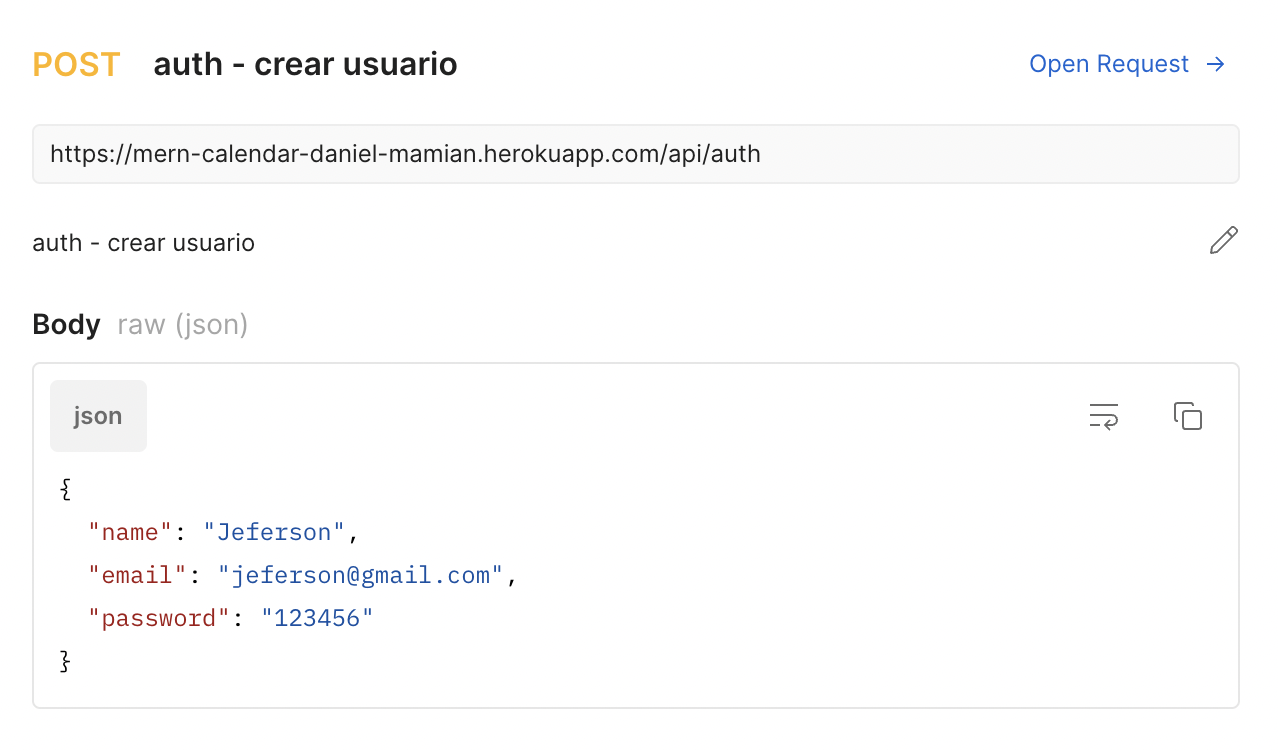 POST auth - crear usuario Open Request →
https://mern-calendar-daniel-mamian.herokuapp.com/api/auth
auth - crear usuario
Body raw (json)
json
{
  "name": "Jeferson",
  "email": "jeferson@gmail.com",
  "password": "123456"
}